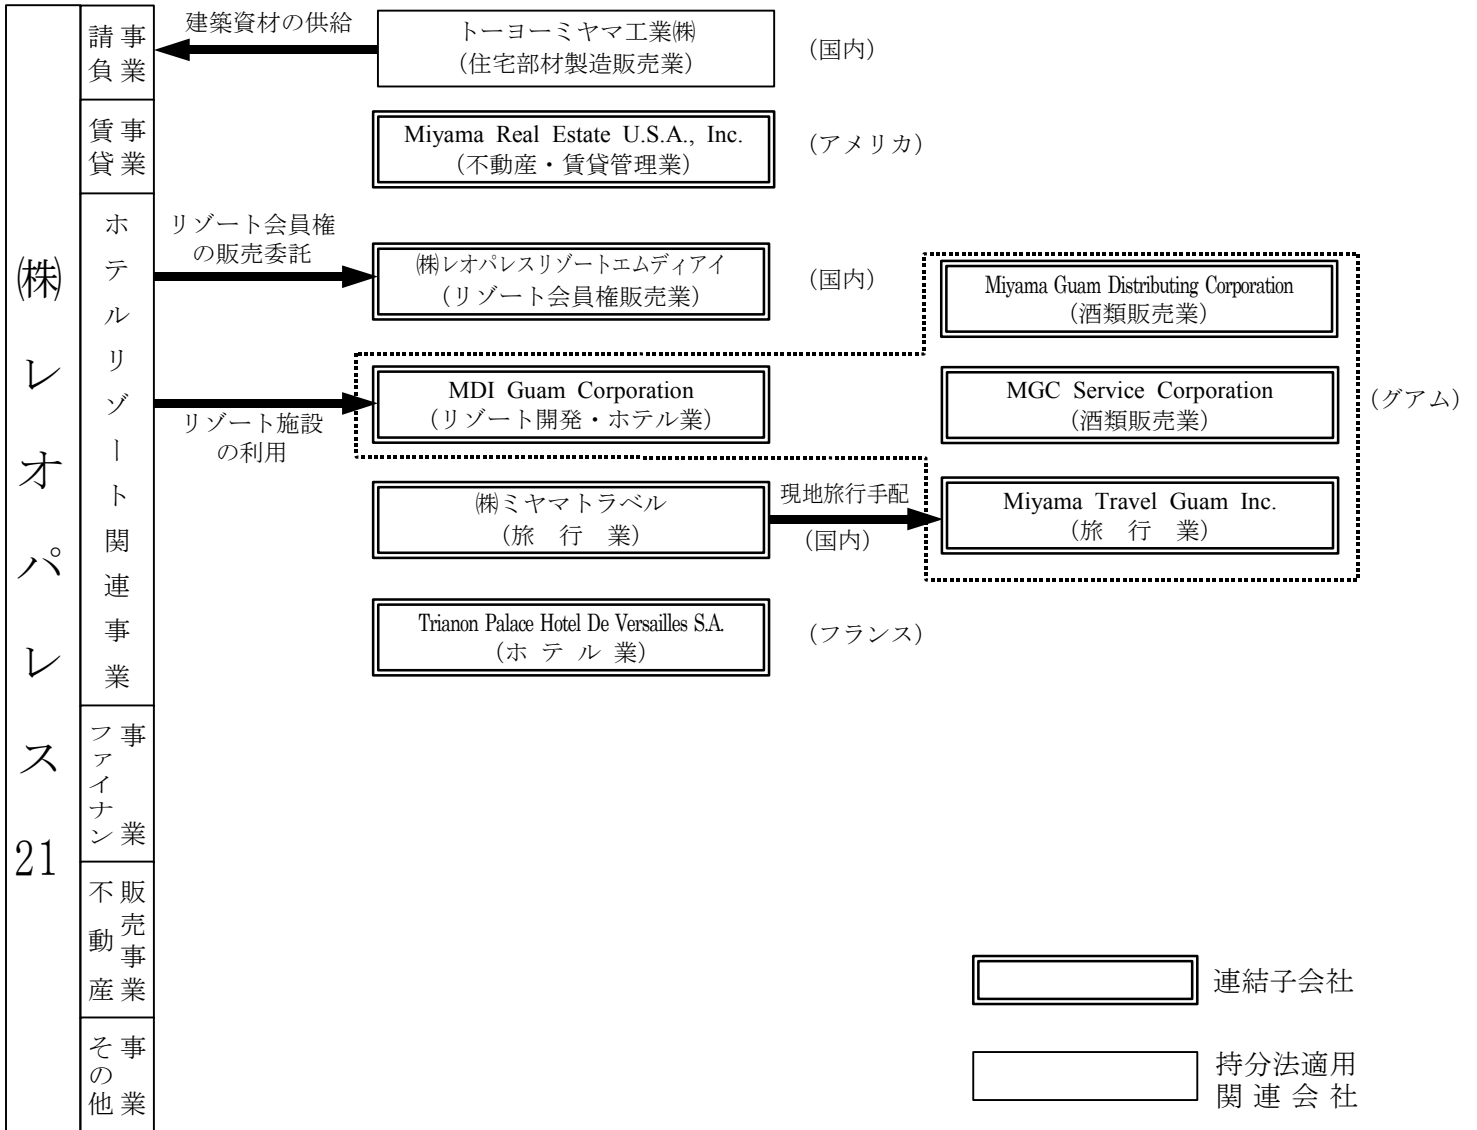 ㈱レオパレス21
請負事業
建築資材の供給
トーヨーミヤマ工業㈱
（住宅部材製造販売業）
（国内）
賃貸事業
Miyama Real Estate U.S.A., Inc.
（不動産・賃貸管理業）
（アメリカ）
ホテルリゾート関連事業
リゾート会員権
の販売委託
㈱レオパレスリゾートエムディアイ
（リゾート会員権販売業）
（国内）
Miyama Guam Distributing Corporation
（酒類販売業）
リゾート施設
の利用
MDI Guam Corporation
（リゾート開発・ホテル業）
MGC Service Corporation
（酒類販売業）
（グアム）
㈱ミヤマトラベル
（旅　行　業）
現地旅行手配
（国内）
Miyama Travel Guam Inc.
（旅　行　業）
Trianon Palace Hotel De Versailles S.A.
（ホ テ ル 業）
（フランス）
ファイナン事業
不動産販売事業
その他事業
連結子会社
持分法適用
関 連 会 社